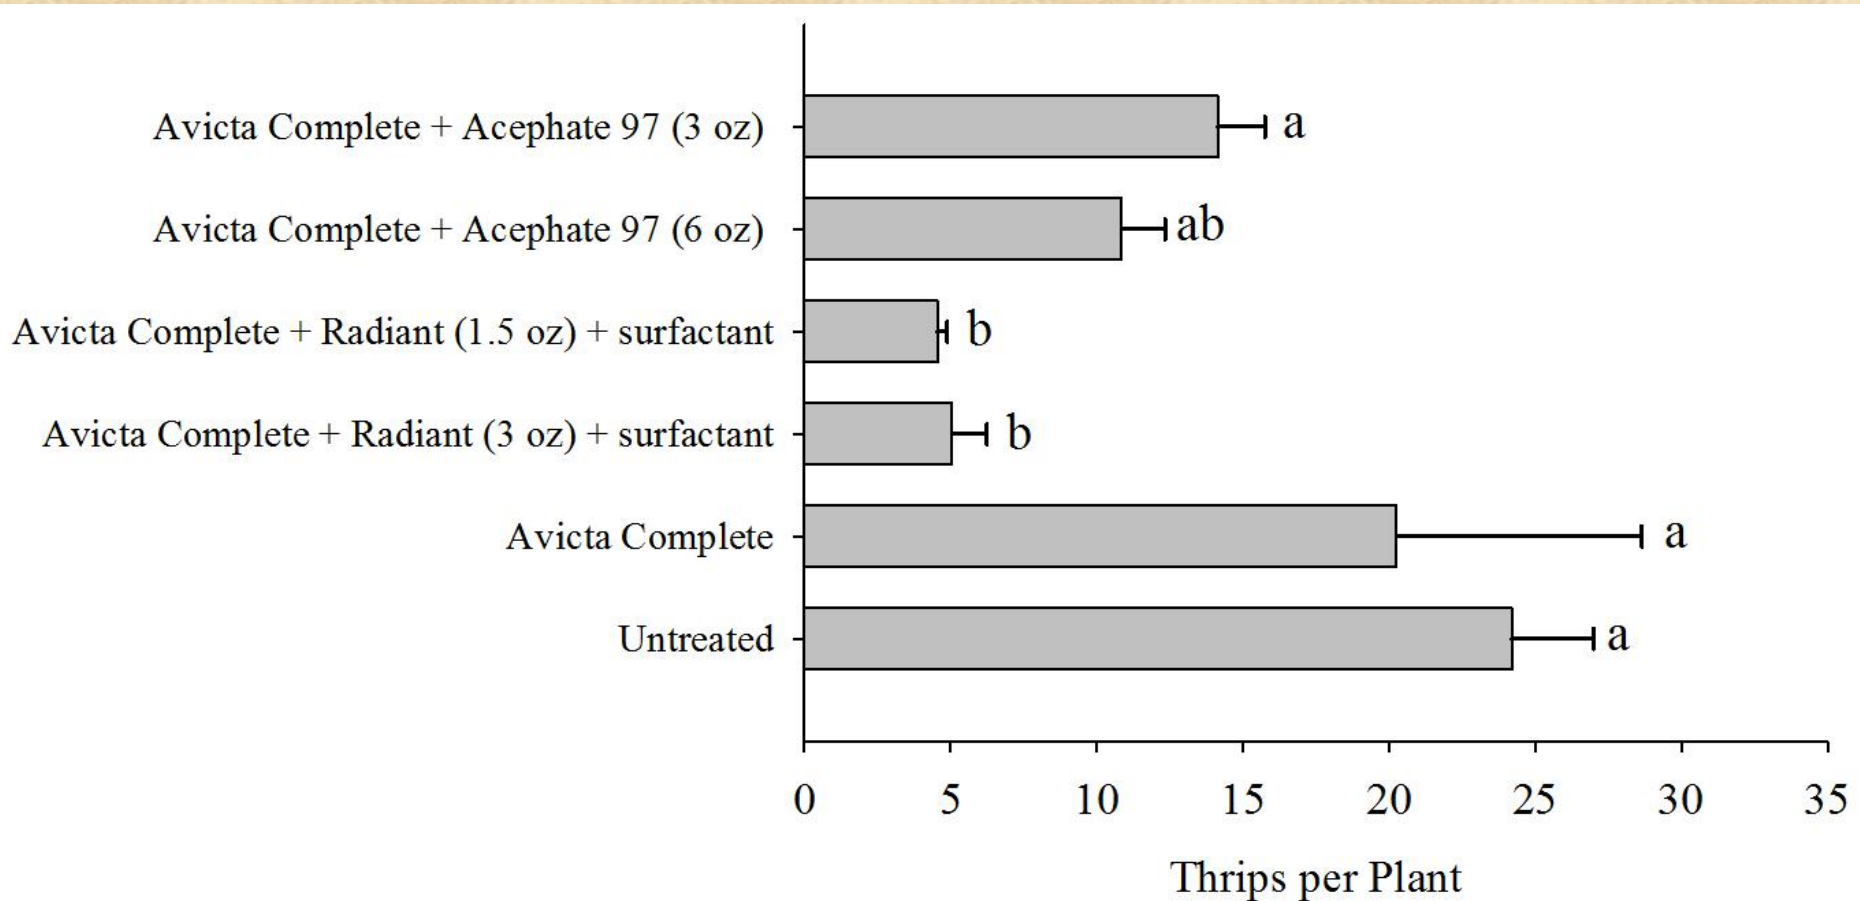 Avicta Complete + Acephate 97 (3 oz)
a
Avicta Complete + Acephate 97 (6 oz)
ab
Avicta Complete + Radiant (1.5 oz) + surfactant
b
Avicta Complete + Radiant (3 oz) + surfactant
b
Avicta Complete
a
Untreated
a
0 5 10 15 20 25 30 35
Thrips per Plant